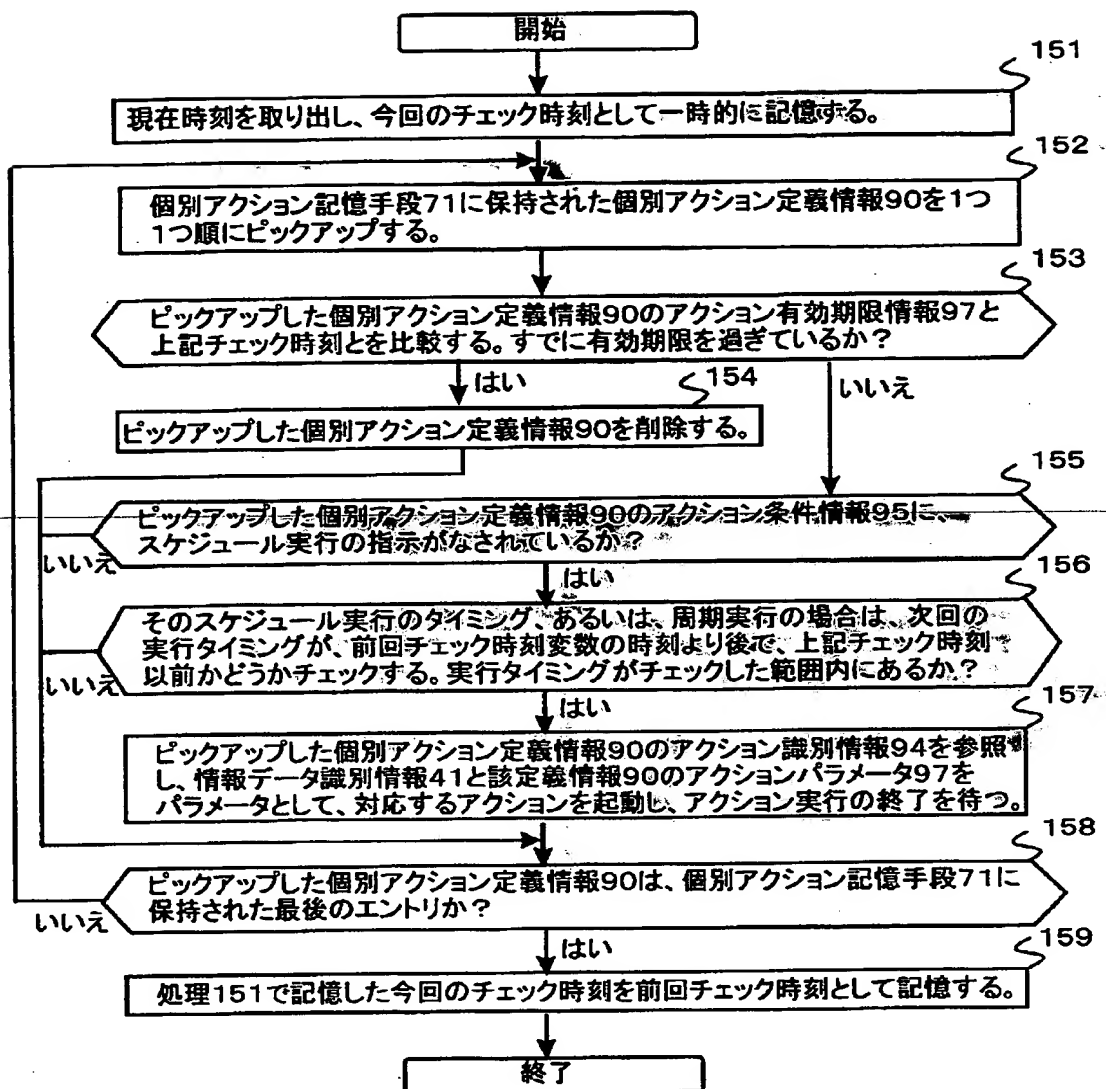 開始
151
現在時刻を取り出し、今回のチェック時刻として一時的に記憶する。
152
個別アクション記憶手段71に保持された個別アクション定義情報90を1つ
1つ順にピックアップする。
153
ピックアップした個別アクション定義情報90のアクション有効期限情報97と
上記チェック時刻とを比較する。すでに有効期限を過ぎているか？
はい
154
いいえ
ピックアップした個別アクション定義情報90を削除する。
155
ピックアップした個別アクション定義情報90のアクション条件情報95に、
スケジュール実行の指示がなされているか？
いいえ
はい
156
そのスケジュール実行のタイミング、あるいは、周期実行の場合は、次回の
実行タイミングが、前回チェック時刻変数の時刻より後で、上記チェック時刻
以前かどうかチェックする。実行タイミングがチェックした範囲内にあるか？
いいえ
はい
157
ピックアップした個別アクション定義情報90のアクション識別情報94を参照
し、情報データ識別情報41と該定義情報90のアクションパラメータ97を
パラメータとして、対応するアクションを起動し、アクション実行の終了を待つ。
158
ピックアップした個別アクション定義情報90は、個別アクション記憶手段71に
保持された最後のエントリか？
いいえ
はい
159
処理151で記憶した今回のチェック時刻を前回チェック時刻として記憶する。
終了